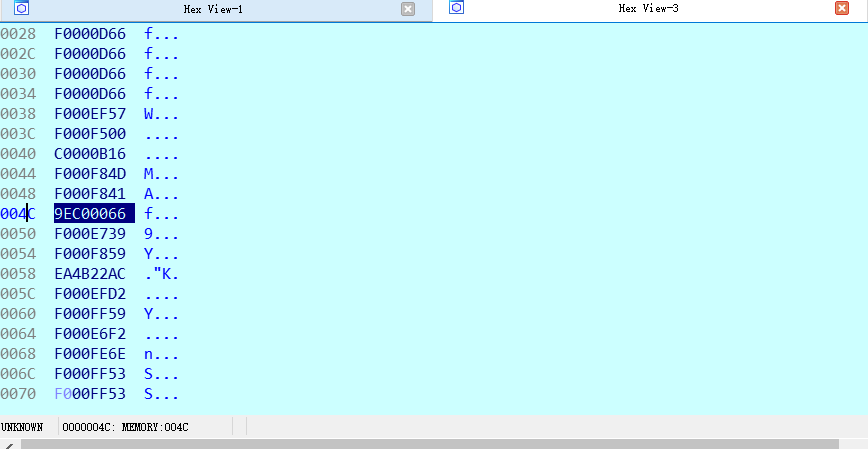 Hex View-1 Hex View-3
0028 F0000D66 f...
002C F0000D66 f...
0030 F0000D66 f...
0034 F0000D66 f...
0038 F000EF57 W...
003C F000F500 ....
0040 C0000B16 ....
0044 F000F84D M...
0048 F000F841 A...
004C 9EC00066 f...
0050 F000E739 9...
0054 F000F859 Y...
0058 EA4B22AC ."K.
005C F000EFD2 ....
0060 F000FF59 Y...
0064 F000E6F2 ....
0068 F000FE6E n...
006C F000FF53 S...
0070 F000FF53 S...
UNKNOWN 0000004C: MEMORY:004C